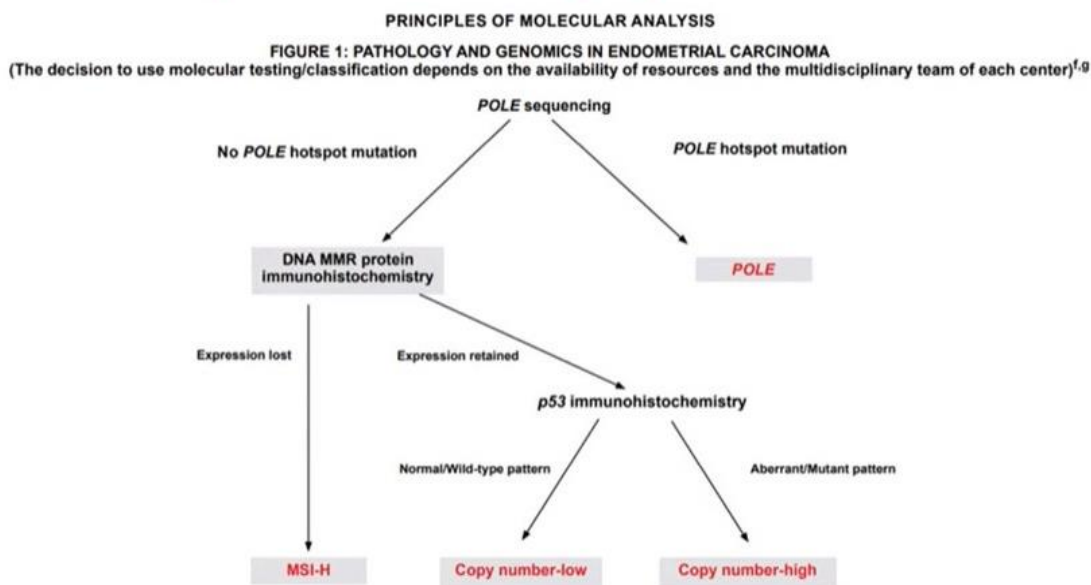 PRINCIPLES OF MOLECULAR ANALYSIS
FIGURE 1: PATHOLOGY AND GENOMICS IN ENDOMETRIAL CARCINOMA
(The decision to use molecular testing/classification depends on the availability of resources and the multidisciplinary team of each center)f,g
POLE sequencing
No POLE hotspot mutation
POLE hotspot mutation
DNA MMR protein
immunohistochemistry
POLE
Expression lost
Expression retained
p53 immunohistochemistry
Normal/Wild-type pattern
Aberrant/Mutant pattern
MSI-H
Copy number-low
Copy number-high